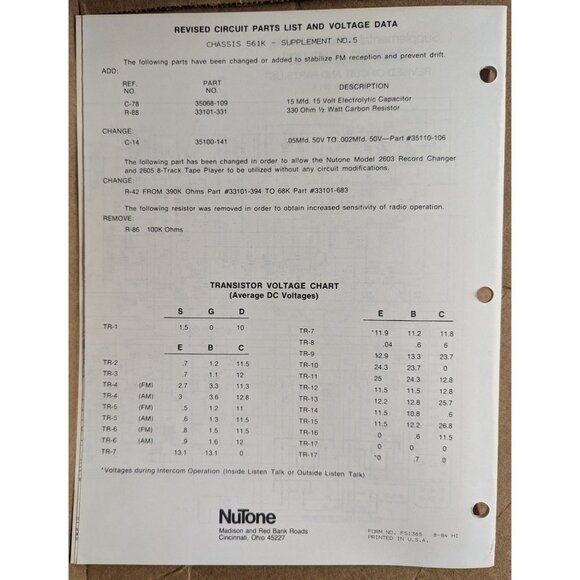 REVISED CIRCUIT PARTS LIST AND VOLTAGE DATA
CHASSIS 561K - SUPPLEMENT NO.5
The following parts have been changed or added to stabilize FM reception and prevent drift.
ADD:
REF. NO. PART NO. DESCRIPTION
C-78 35068-109 15 Mfd. 15 Volt Electrolytic Capacitor
R-88 33101-331 330 Ohm ½ Watt Carbon Resistor
CHANGE:
C-14 35100-141 .05Mfd. 50V TO .002Mfd. 50V—Part #35110-106
The following part has been changed in order to allow the Nutone Model 2603 Record Changer
and 2605 8-Track Tape Player to be utilized without any circuit modifications.
CHANGE:
R-42 FROM 390K Ohms Part #33101-394 TO 68K Part #33101-683
The following resistor was removed in order to obtain increased sensitivity of radio operation.
REMOVE:
R-86 100K Ohms
TRANSISTOR VOLTAGE CHART
(Average DC Voltages)
S G D
TR-1 1.5 0 10
E B C
TR-2 .7 1.2 11.5
TR-3 .7 1.1 12
TR-4 (FM) 2.7 3.3 11.3
TR-4 (AM) 3 3.6 12.8
TR-5 (FM) .5 1.2 11
TR-5 (AM) .6 1.3 11.5
TR-6 (FM) .8 1.5 11.5
TR-6 (AM) .9 1.6 12
TR-7 13.1 13.1 0
E B C
TR-7 *11.9 11.2 11.8
TR-8 .04 .6 6
TR-9 12.9 13.3 23.7
TR-10 24.3 23.7 0
TR-11 25 24.3 12.8
TR-12 11.5 11.5 12.8
TR-13 12.2 12.8 25.7
TR-14 11.5 10.8 .6
TR-15 11.5 12.2 26.8
TR-16 0 .6 11.5
TR-17 0 0 0
TR-17 *0 .7 0
*Voltages during Intercom Operation (Inside Listen Talk or Outside Listen Talk)
NuTone
Madison and Red Bank Roads
Cincinnati, Ohio 45227
FORM NO. FS1365 8-84 HI
PRINTED IN U.S.A.